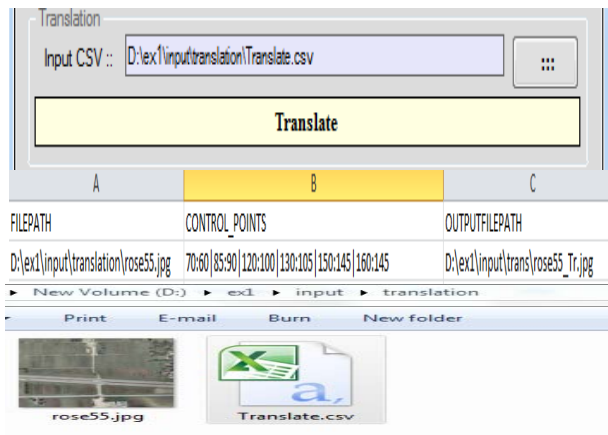 Translation
Input CSV :: D:\ex1\input\translation\Translate.csv :::
Translate
A B C
FILEPATH CONTROL_POINTS OUTPUTFILEPATH
D:\ex1\input\translation\rose55.jpg 70:60|85:90|120:100|130:105|150:145|160:145 D:\ex1\input\trans\rose55_Tr.jpg
▸ New Volume (D:) ▸ ex1 ▸ input ▸ translation
Print E-mail Burn New folder
rose55.jpg Translate.csv